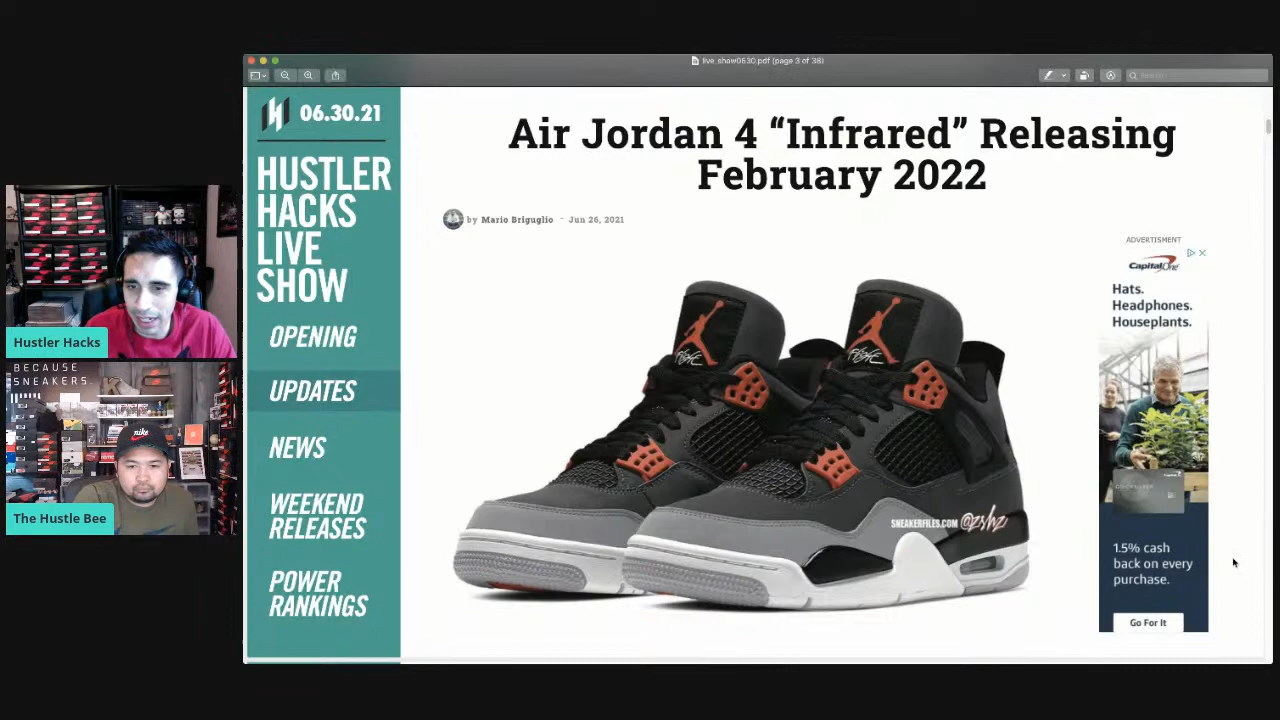 live_show0630.pdf (page 3 of 38)
Search
06.30.21
HUSTLER
HACKS
LIVE
SHOW
OPENING
UPDATES
NEWS
WEEKEND
RELEASES
POWER
RANKINGS
Air Jordan 4 “Infrared” Releasing
February 2022
by Mario Briguglio - Jun 26, 2021
ADVERTISMENT
Capital One
Hats.
Headphones.
Houseplants.
1.5% cash
back on every
purchase.
Go For It
SNEAKERFILES.COM @zshz
Hustler Hacks
BECAUSE
SNEAKERS.
The Hustle Bee